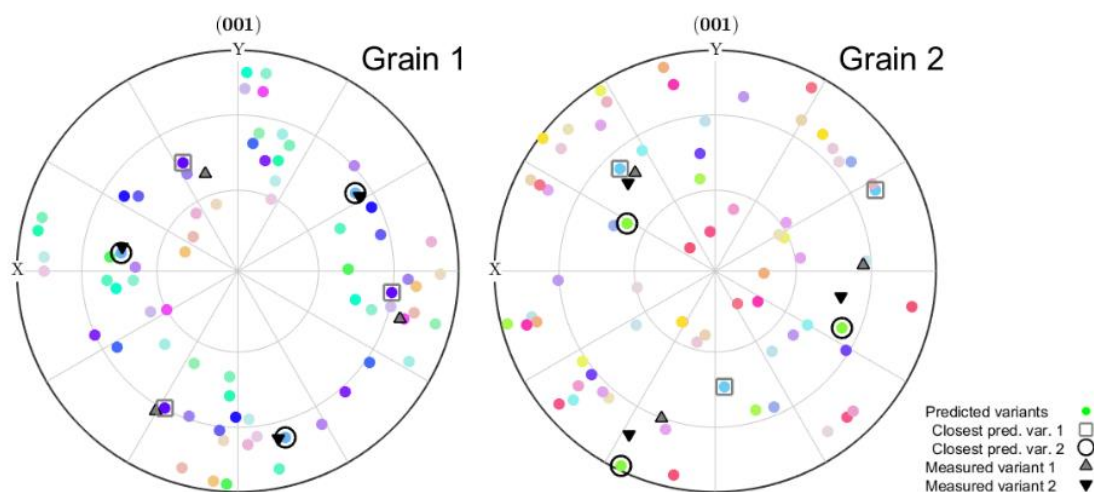 (001)
Y
Grain 1
X
(001)
Y
Grain 2
X
Predicted variants
Closest pred. var. 1
Closest pred. var. 2
Measured variant 1
Measured variant 2